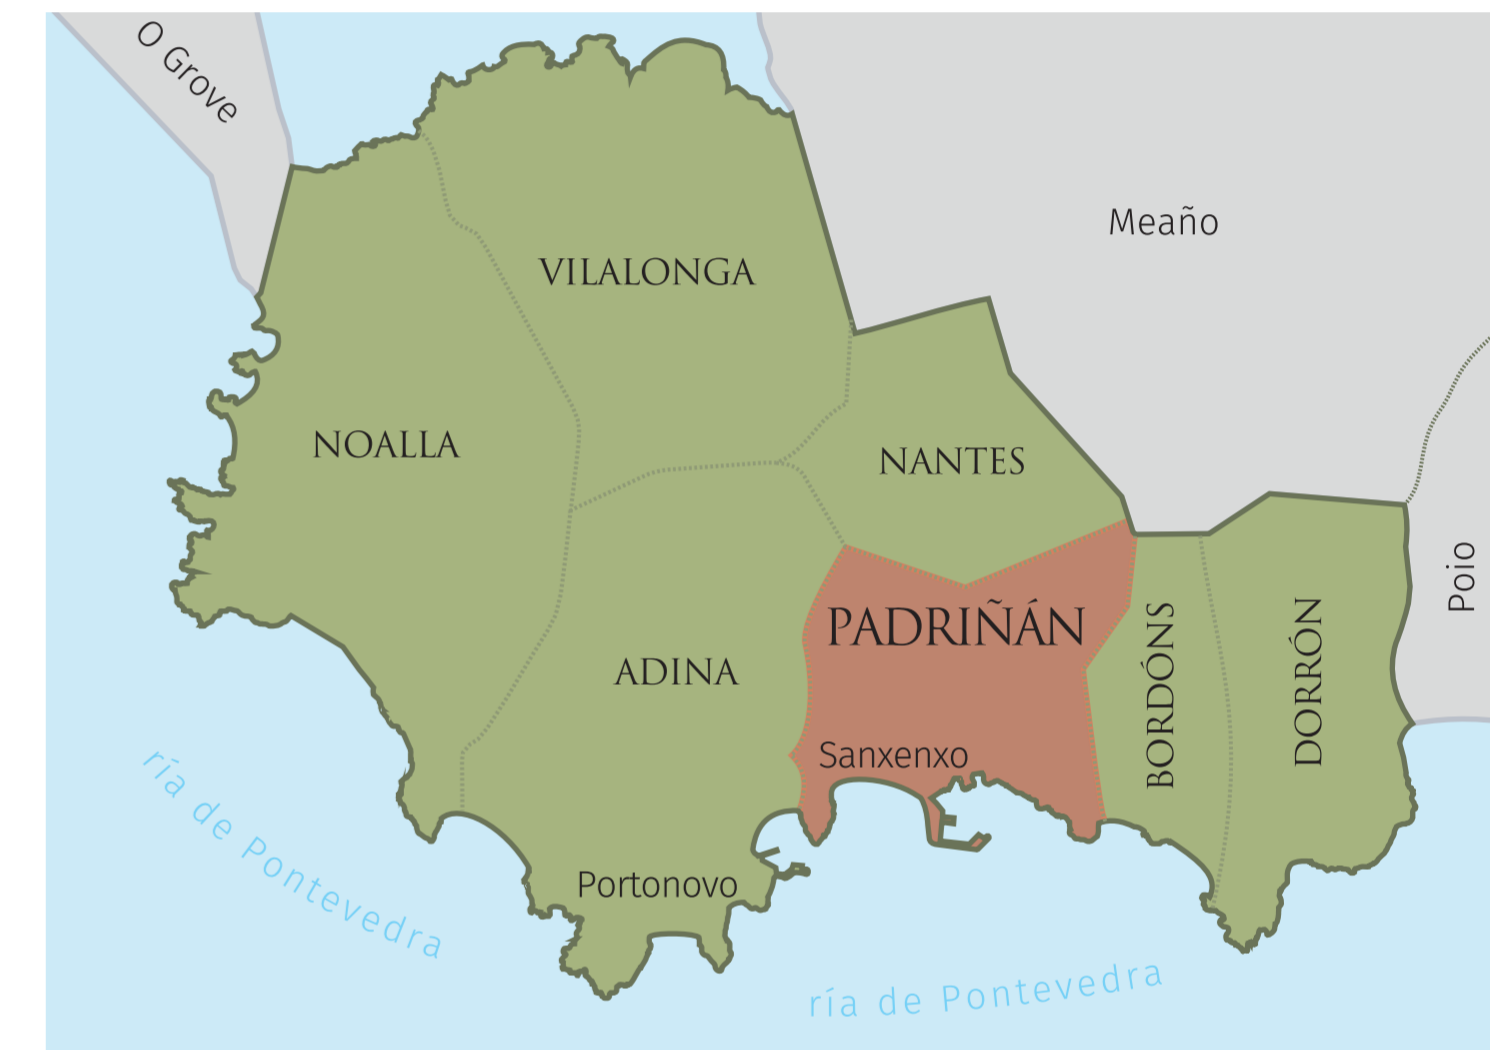 O Grove
Meaño
VILALONGA
NOALLA
NANTES
Poio
PADRIÑÁN
BORDÓNS
DORRÓN
ADINA
Sanxenxo
ría de Pontevedra
Portonovo
ría de Pontevedra